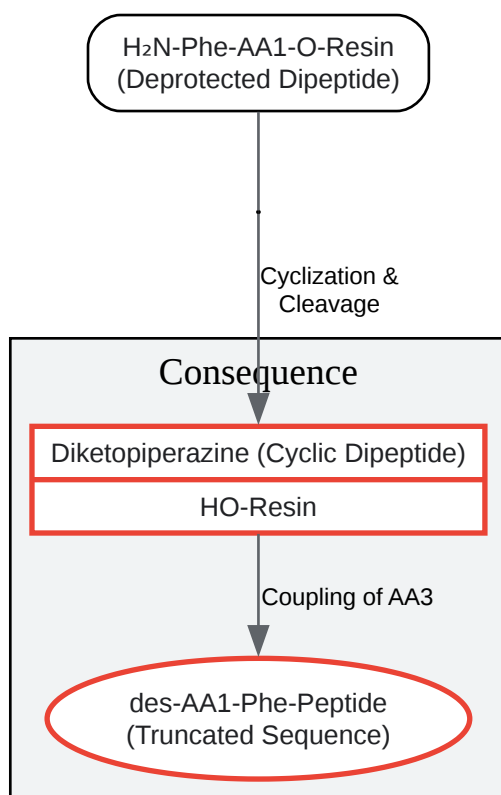 H₂N-Phe-AA1-O-Resin
(Deprotected Dipeptide)
Cyclization &
Cleavage
Consequence
Diketopiperazine (Cyclic Dipeptide)
HO-Resin
Coupling of AA3
des-AA1-Phe-Peptide
(Truncated Sequence)